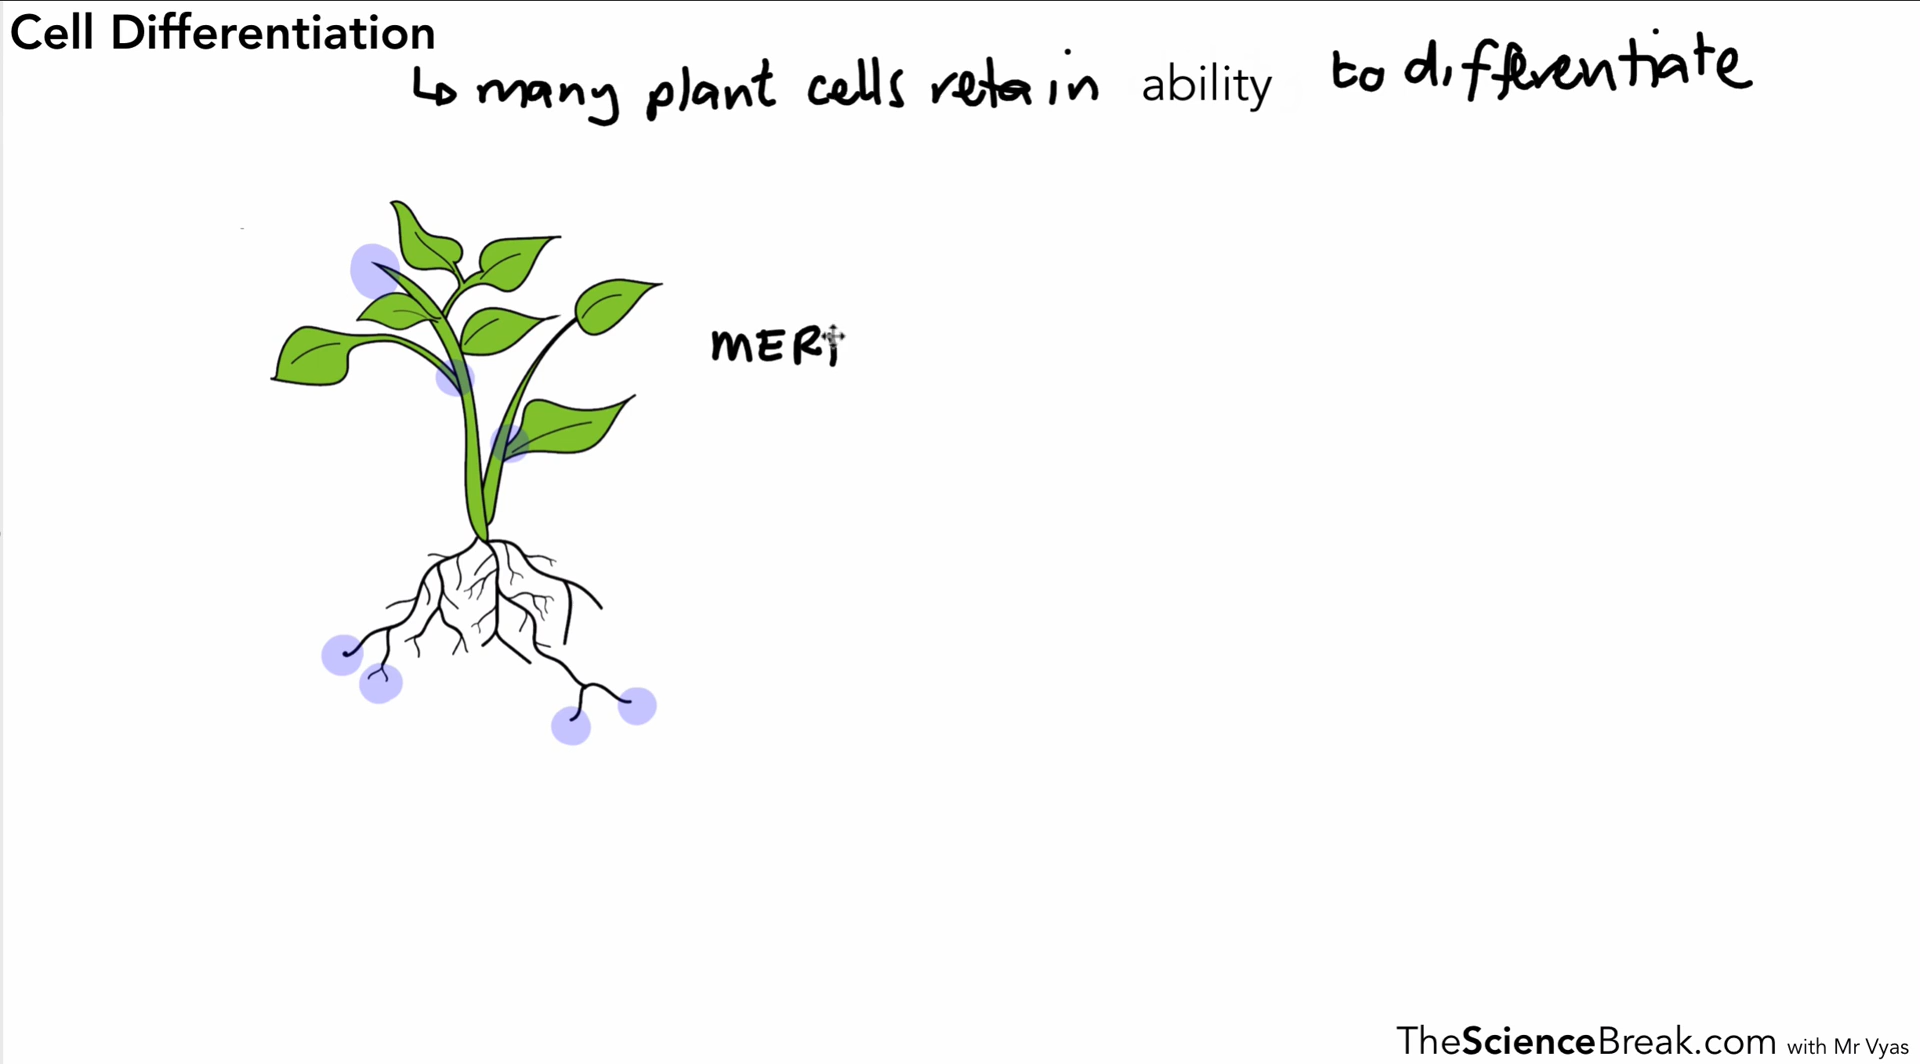 Cell Differentiation
↳ many plant cells retain ability to differentiate
MERI
TheScienceBreak.com with Mr Vyas